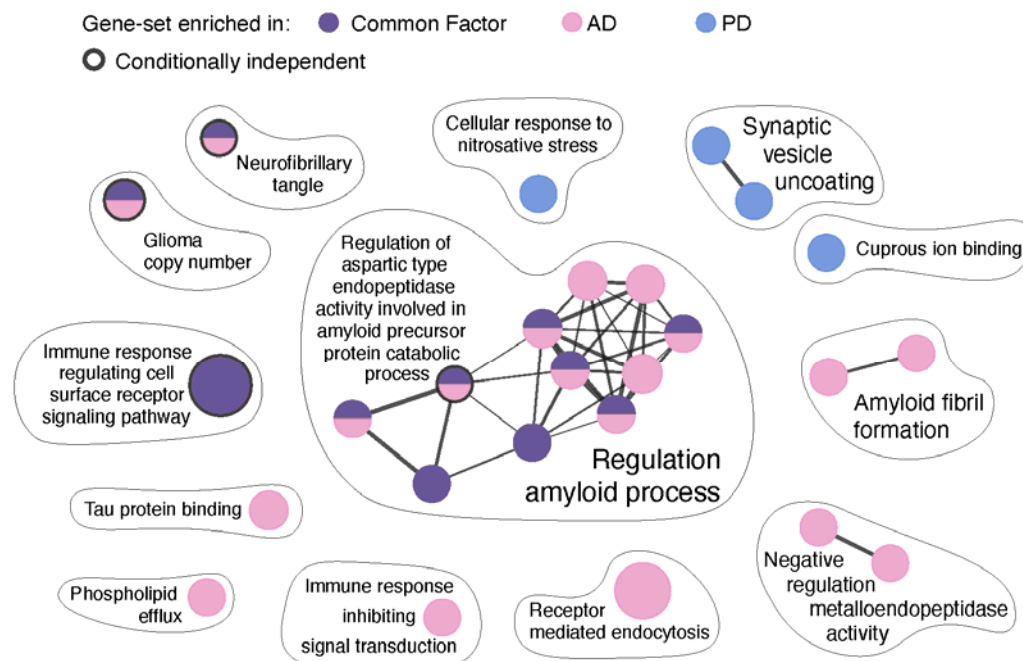 Gene-set enriched in: Common Factor AD PD
Conditionally independent
Neurofibrillary
tangle
Cellular response to
nitrosative stress
Synaptic
vesicle
uncoating
Glioma
copy number
Regulation of
aspartic type
endopeptidase
activity involved in
amyloid precursor
protein catabolic
process
Cuprous ion binding
Immune response
regulating cell
surface receptor
signaling pathway
Amyloid fibril
formation
Regulation
amyloid process
Tau protein binding
Phospholipid
efflux
Immune response
inhibiting
signal transduction
Receptor
mediated endocytosis
Negative
regulation
metalloendopeptidase
activity